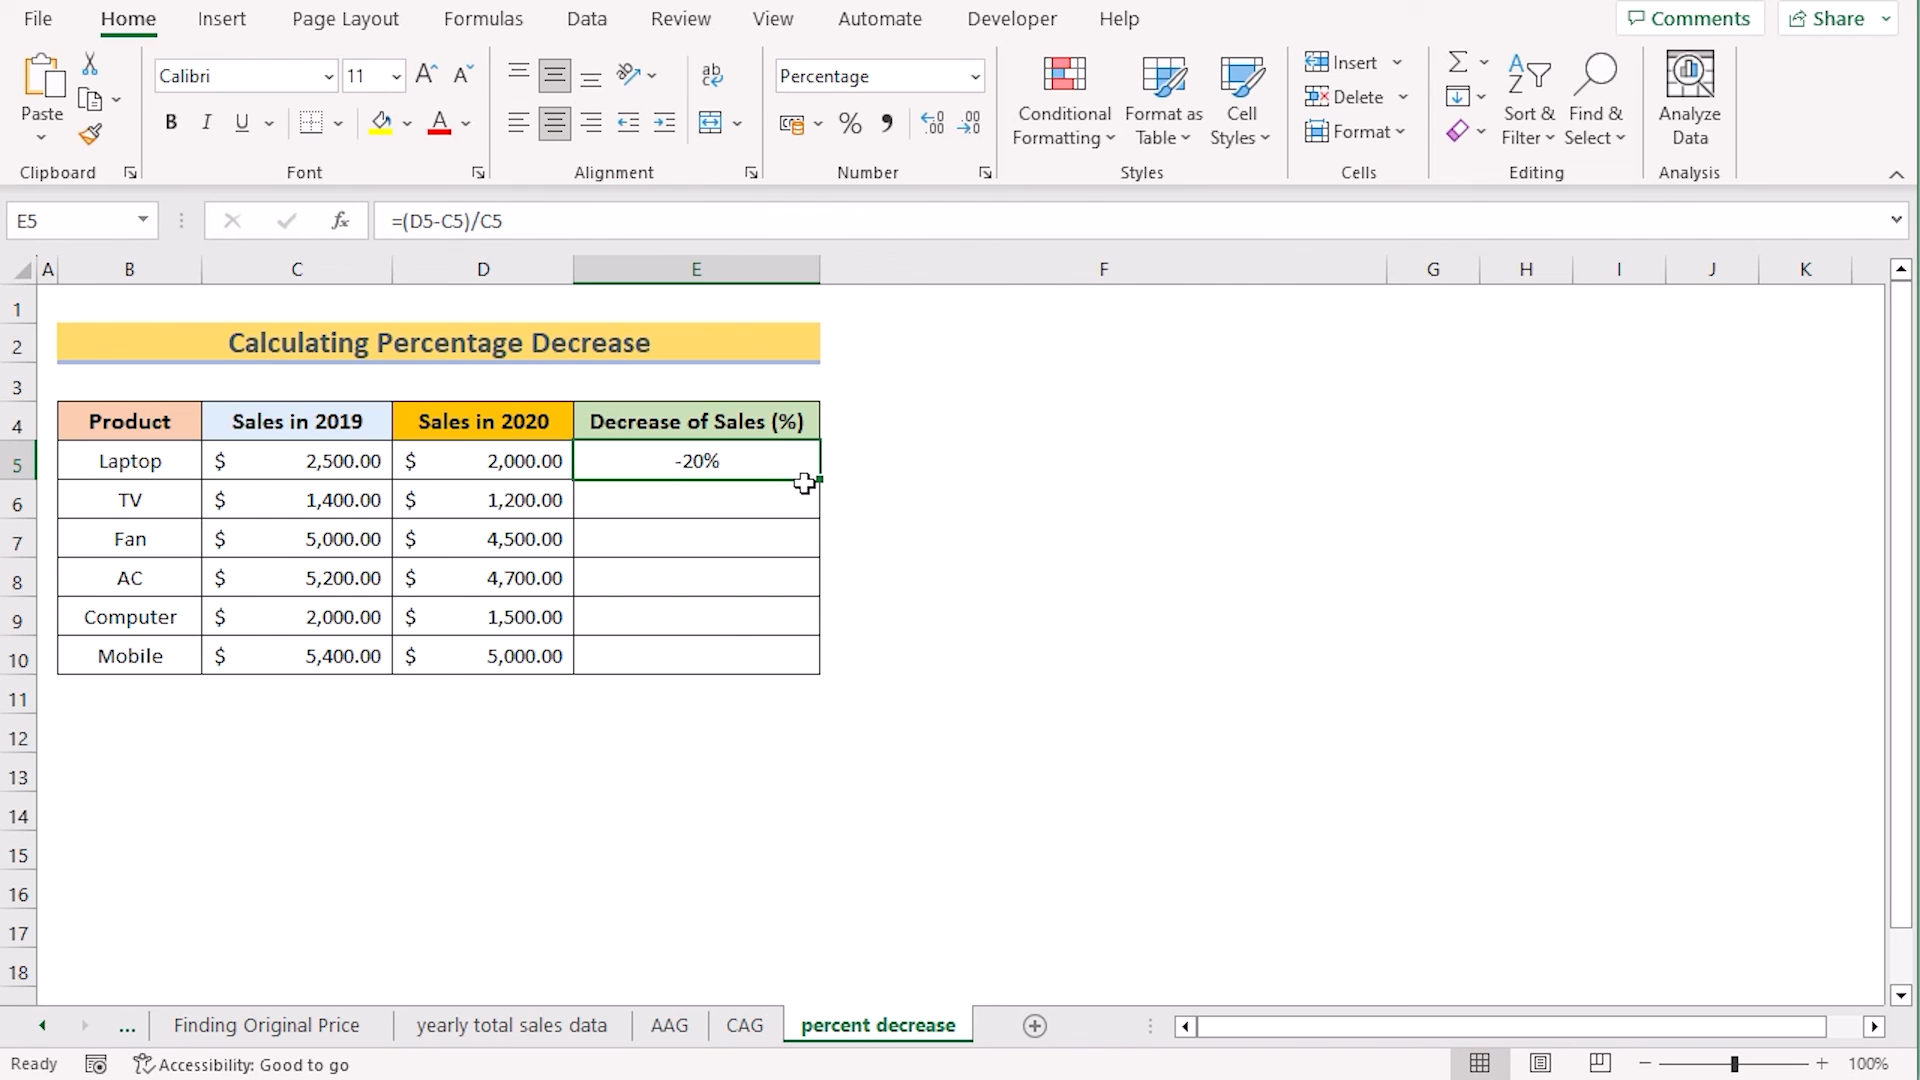 File Home Insert Page Layout Formulas Data Review View Automate Developer Help Comments Share
Calibri 11 A A ab Percentage Insert Σ A Z
Paste B I U A % 9 .00 .0 Conditional Formatting Format as Table Cell Styles Delete Format Sort & Filter Find & Select Analyze Data
Clipboard Font Alignment Number Styles Cells Editing Analysis
E5 fx =(D5-C5)/C5
A B C D E F G H I J K
1
2 Calculating Percentage Decrease
3
4 Product Sales in 2019 Sales in 2020 Decrease of Sales (%)
5 Laptop $ 2,500.00 $ 2,000.00 -20%
6 TV $ 1,400.00 $ 1,200.00
7 Fan $ 5,000.00 $ 4,500.00
8 AC $ 5,200.00 $ 4,700.00
9 Computer $ 2,000.00 $ 1,500.00
10 Mobile $ 5,400.00 $ 5,000.00
11
12
13
14
15
16
17
18
... Finding Original Price yearly total sales data AAG CAG percent decrease
Ready Accessibility: Good to go 100%